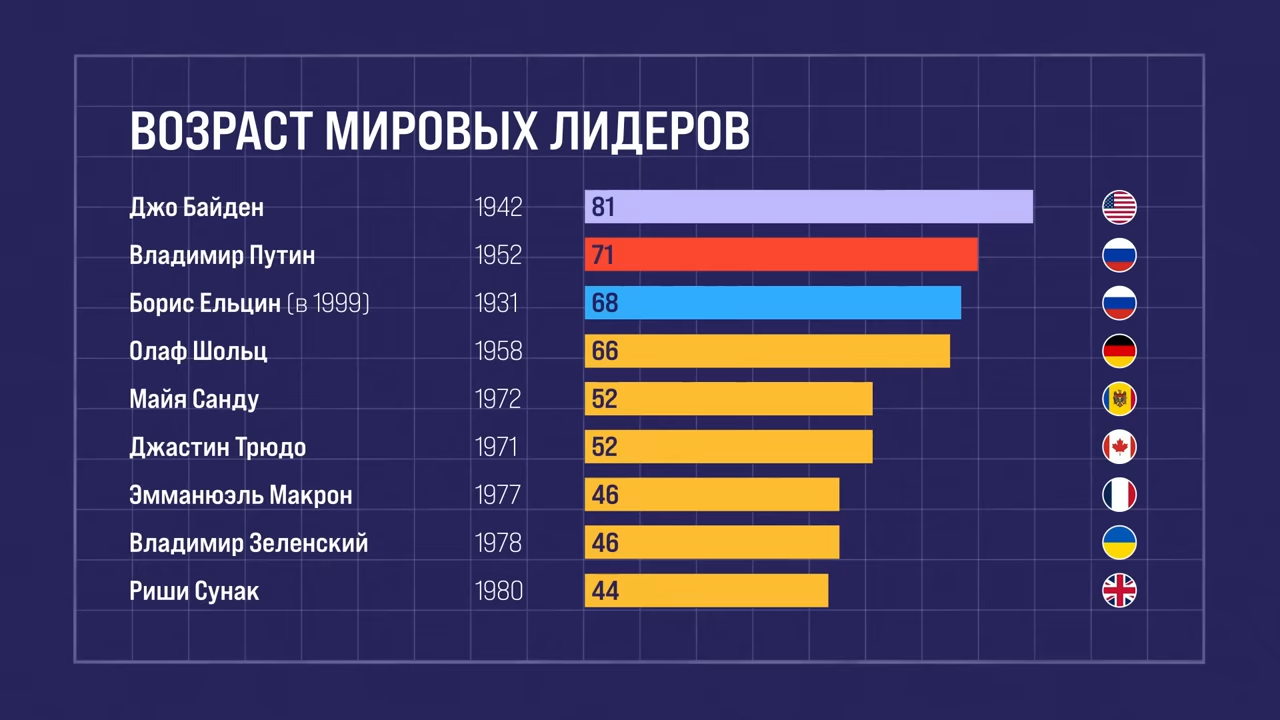 ВОЗРАСТ МИРОВЫХ ЛИДЕРОВ
Джо Байден 1942 81
Владимир Путин 1952 71
Борис Ельцин (в 1999) 1931 68
Олаф Шольц 1958 66
Майя Санду 1972 52
Джастин Трюдо 1971 52
Эмманюэль Макрон 1977 46
Владимир Зеленский 1978 46
Риши Сунак 1980 44